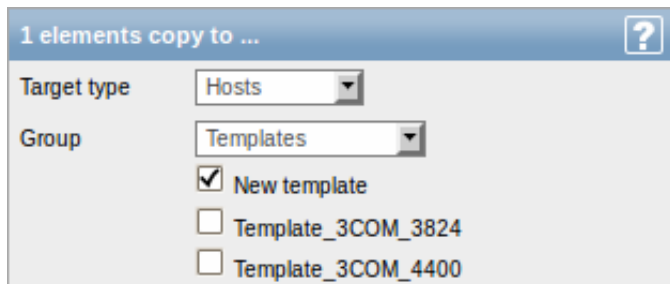 1 elements copy to ... ?
Target type Hosts
Group Templates
New template
Template_3COM_3824
Template_3COM_4400